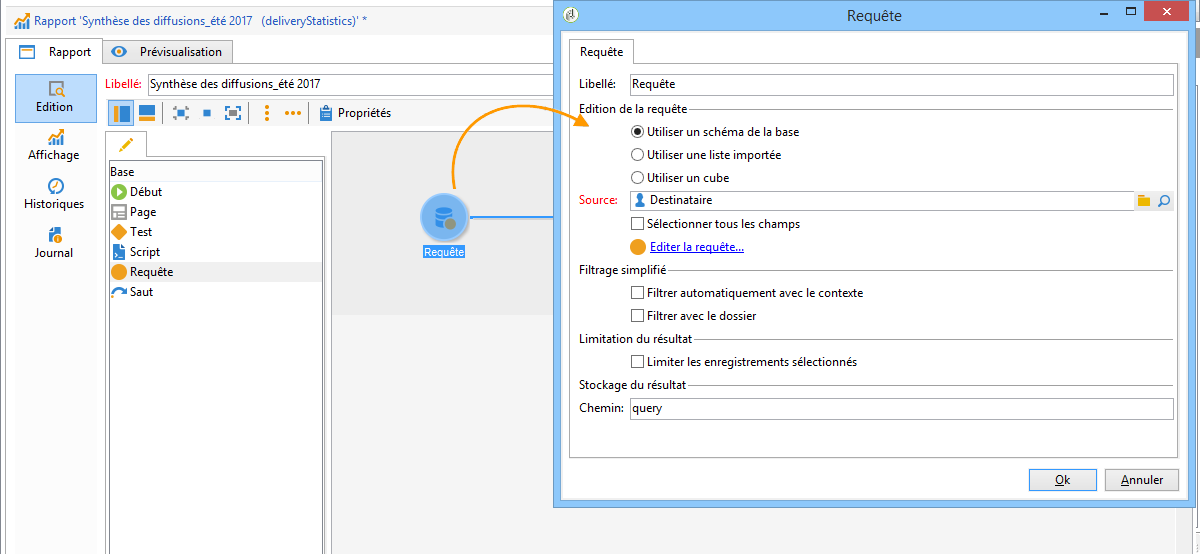 Rapport 'Synthèse des diffusions_été 2017 (deliveryStatistics)' *
Rapport
Prévisualisation
Edition
Affichage
Historiques
Journal
Libellé: Synthèse des diffusions_été 2017
Propriétés
Base
Début
Page
Test
Script
Requête
Saut
Requête
Requête
Requête
Libellé: Requête
Edition de la requête
Utiliser un schéma de la base
Utiliser une liste importée
Utiliser un cube
Source: Destinataire
Sélectionner tous les champs
Editer la requête...
Filtrage simplifié
Filtrer automatiquement avec le contexte
Filtrer avec le dossier
Limitation du résultat
Limiter les enregistrements sélectionnés
Stockage du résultat
Chemin: query
Ok
Annuler